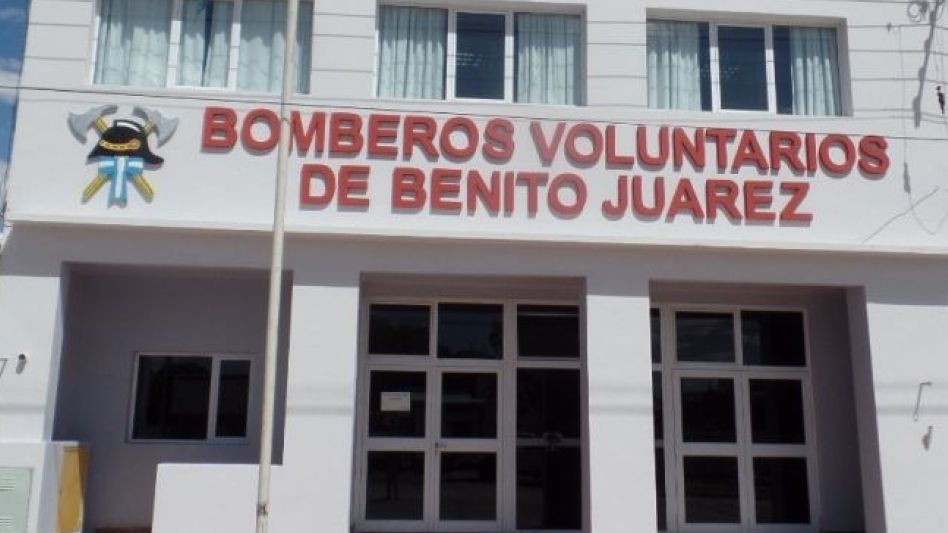 BOMBEROS VOLUNTARIOS
DE BENITO JUAREZ